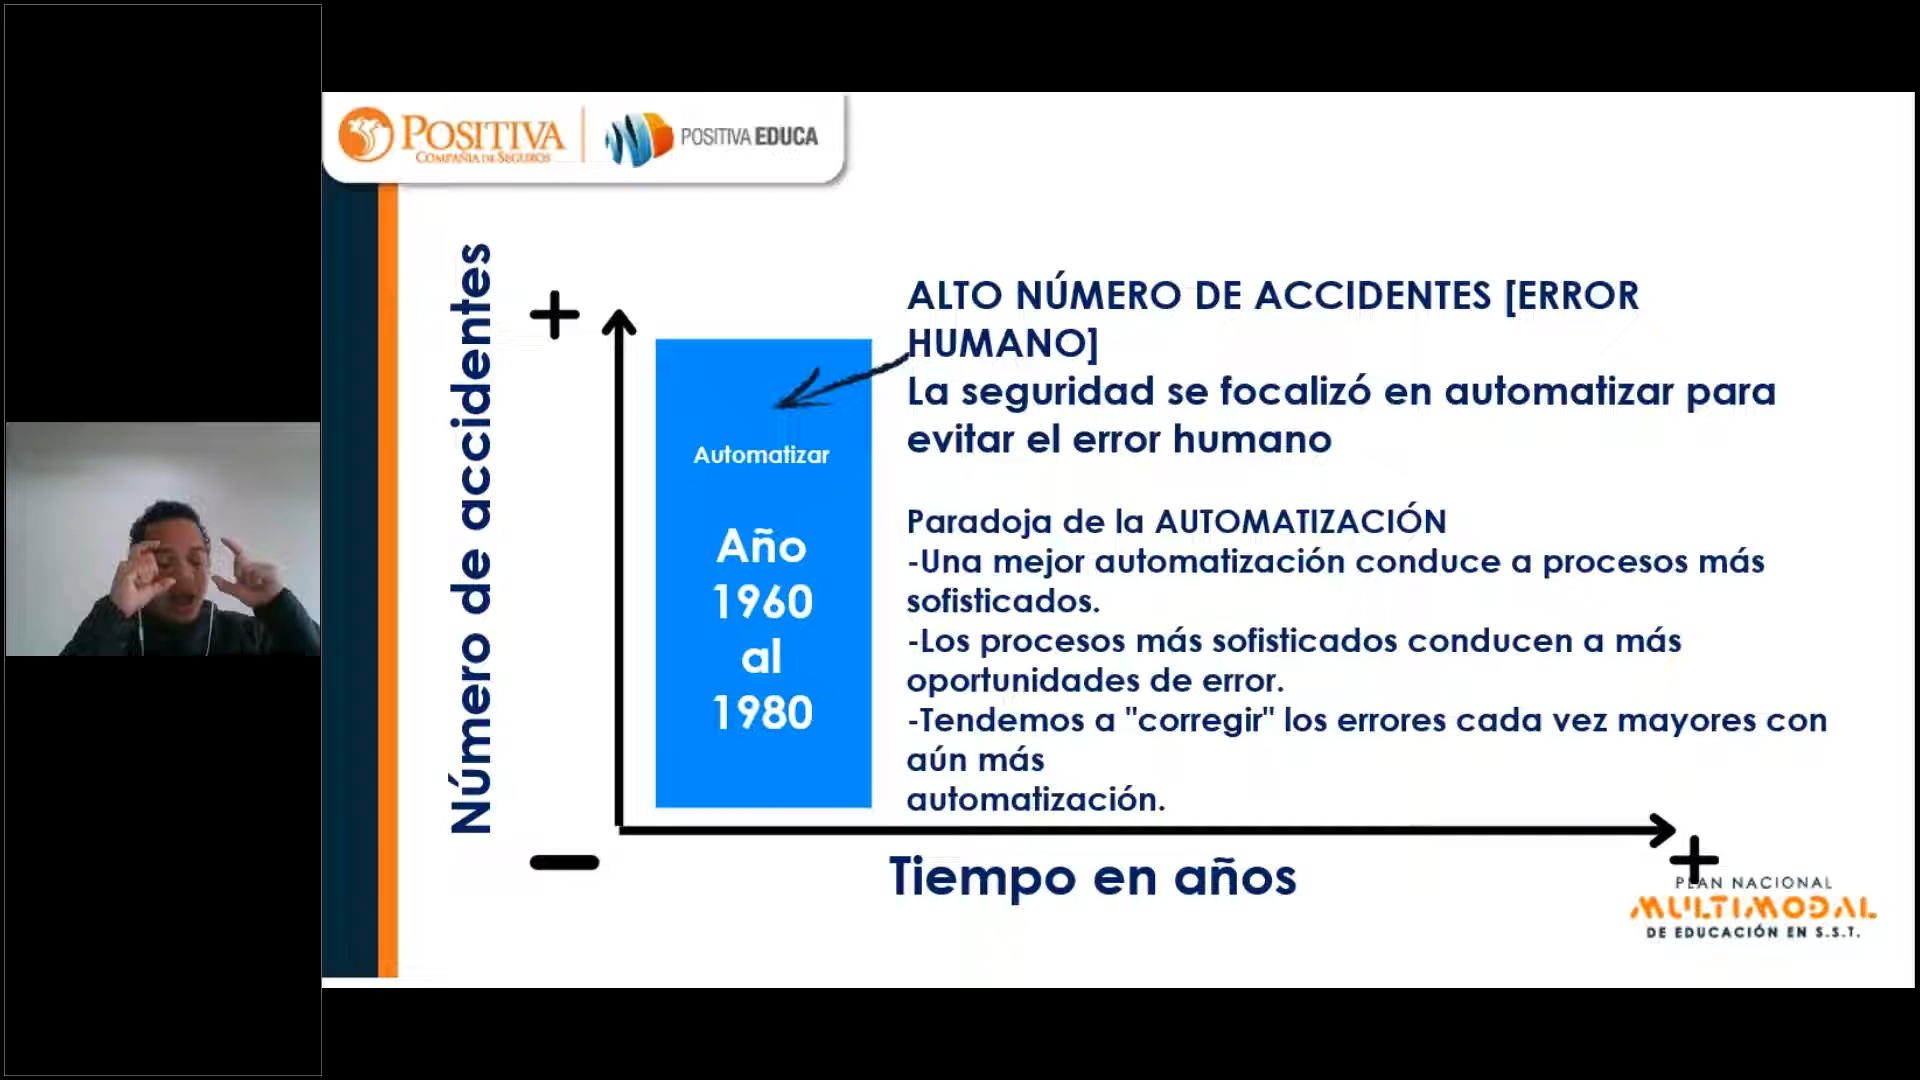 POSITIVA
COMPAÑIA DE SEGUROS
POSITIVA EDUCA
Número de accidentes
+
ALTO NÚMERO DE ACCIDENTES [ERROR
HUMANO]
La seguridad se focalizó en automatizar para
evitar el error humano
Automatizar
Año
1960
al
1980
Paradoja de la AUTOMATIZACIÓN
-Una mejor automatización conduce a procesos más
sofisticados.
-Los procesos más sofisticados conducen a más
oportunidades de error.
-Tendemos a "corregir" los errores cada vez mayores con
aún más
automatización.
Tiempo en años
+
PLAN NACIONAL
MULTIMODAL
DE EDUCACIÓN EN S.S.T.